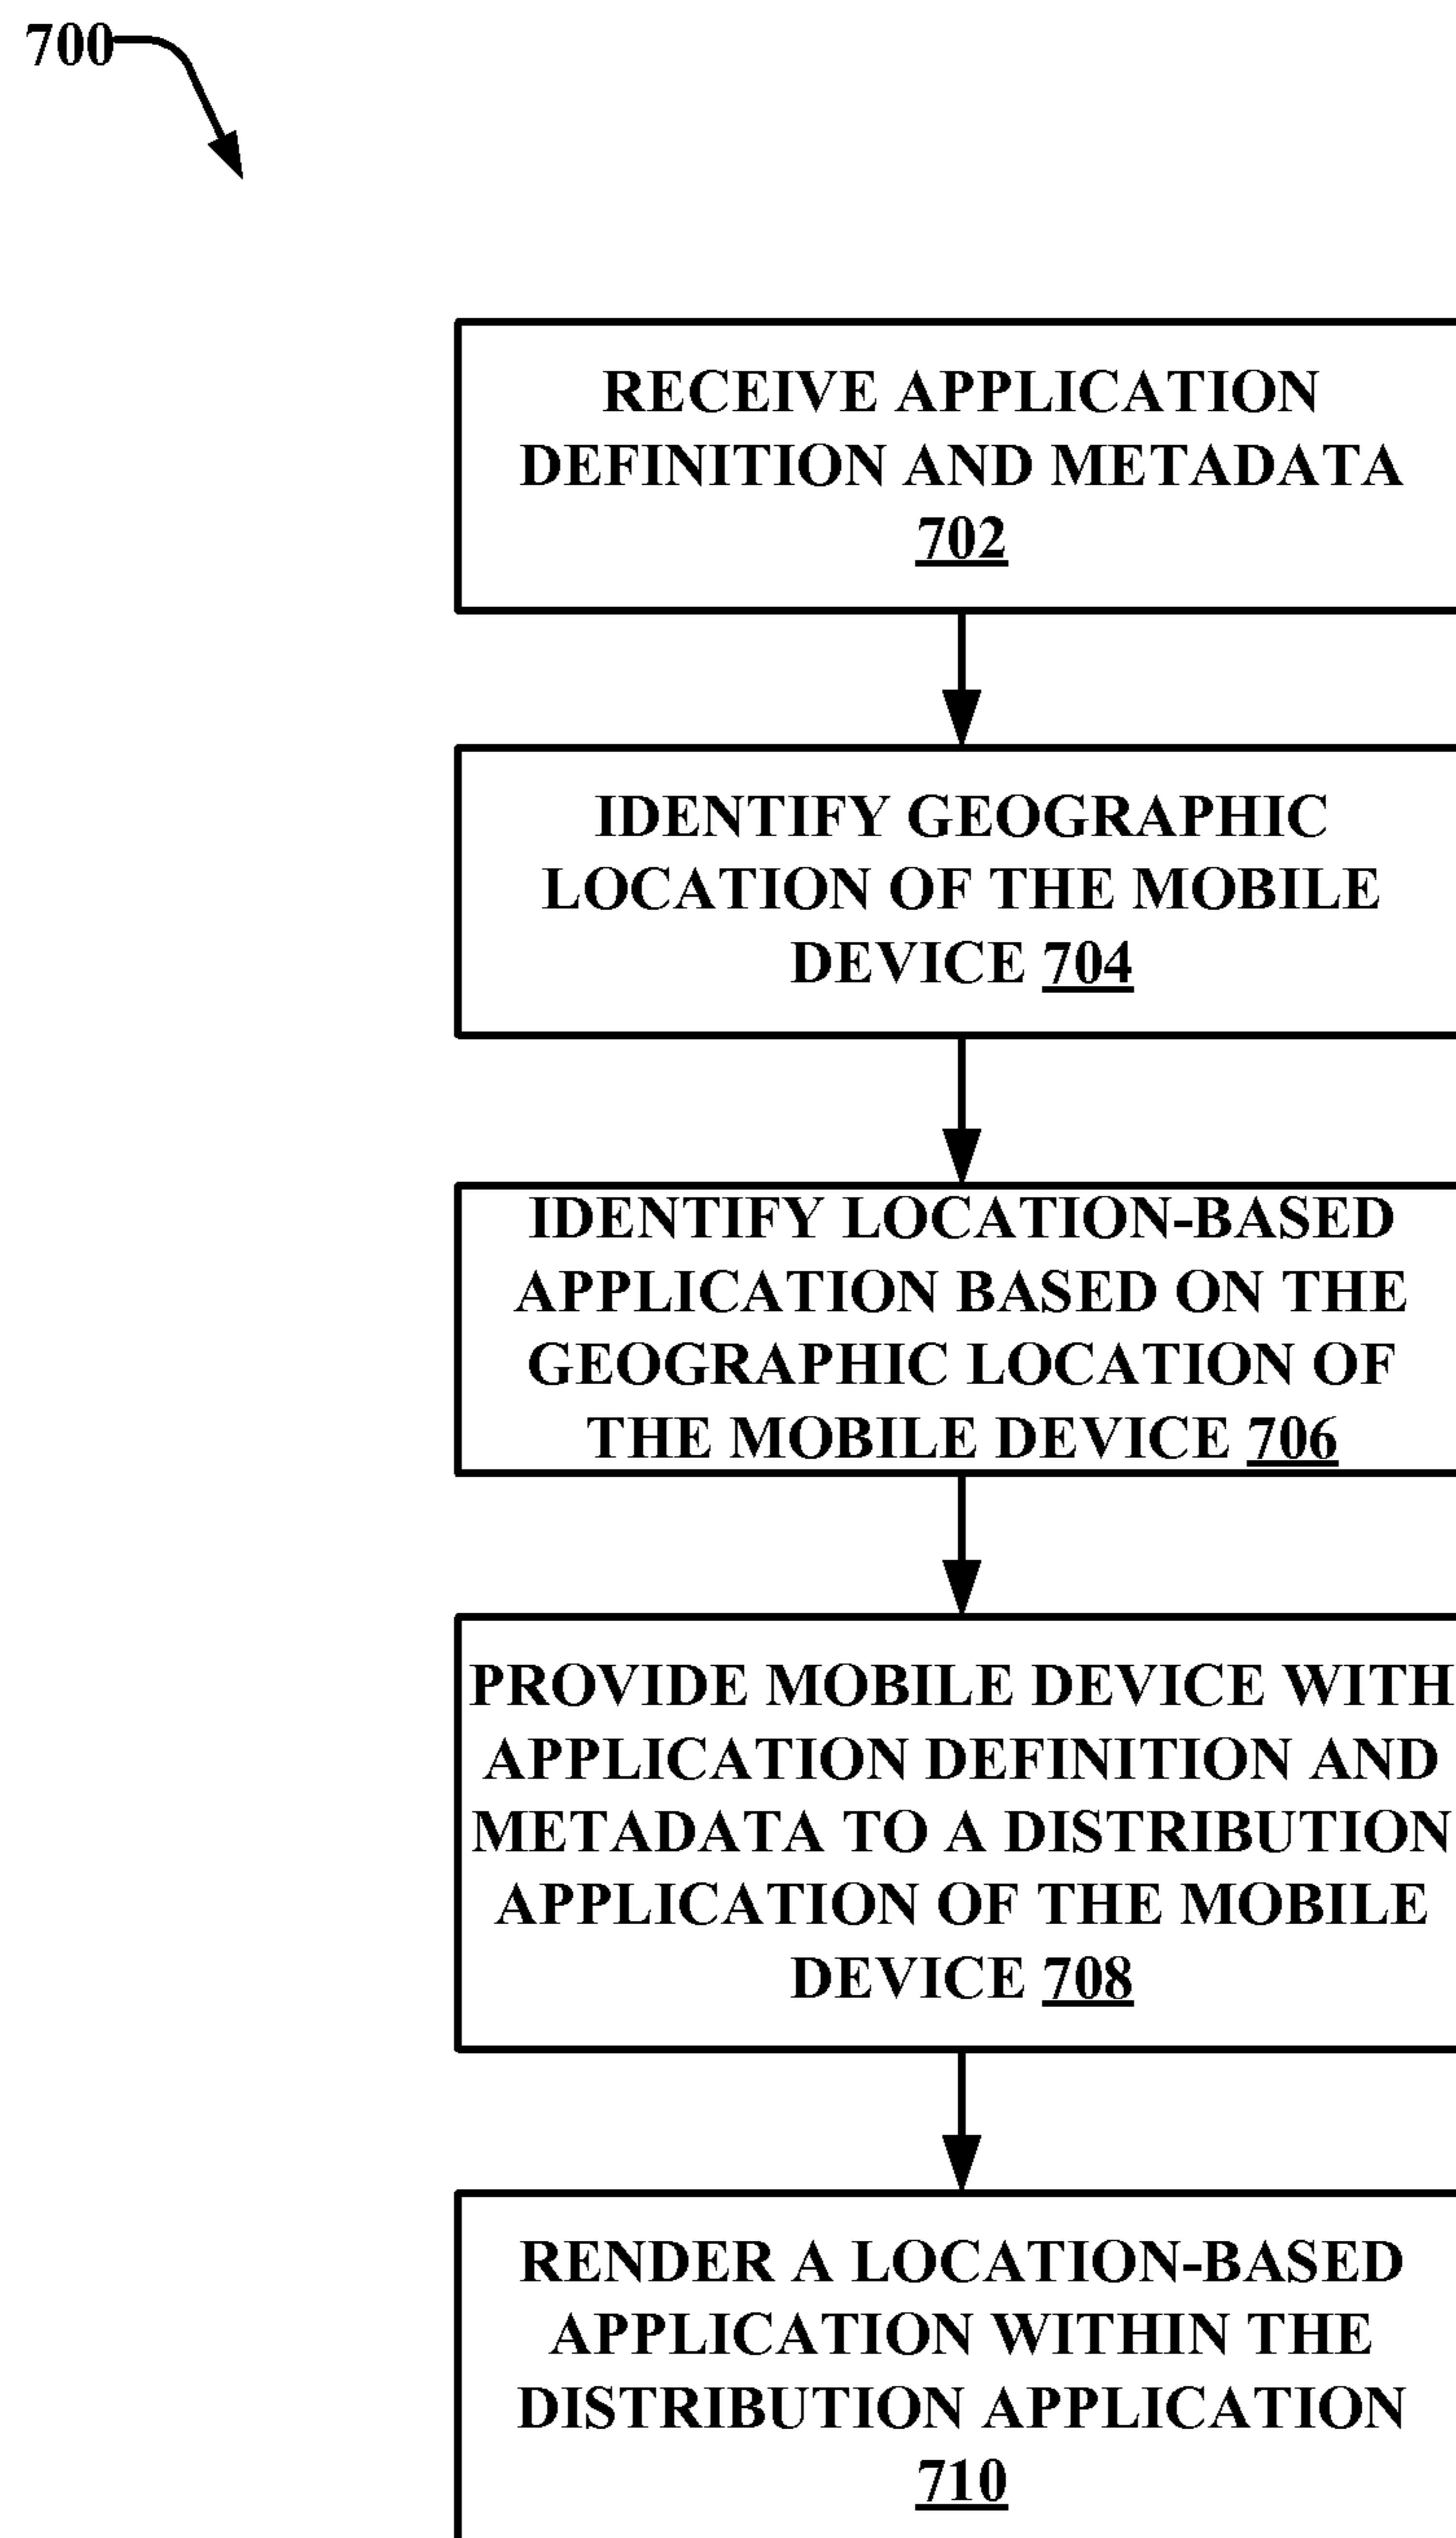 700
RECEIVE APPLICATION
DEFINITION AND METADATA
702
IDENTIFY GEOGRAPHIC
LOCATION OF THE MOBILE
DEVICE 704
IDENTIFY LOCATION-BASED
APPLICATION BASED ON THE
GEOGRAPHIC LOCATION OF
THE MOBILE DEVICE 706
PROVIDE MOBILE DEVICE WITH
APPLICATION DEFINITION AND
METADATA TO A DISTRIBUTION
APPLICATION OF THE MOBILE
DEVICE 708
RENDER A LOCATION-BASED
APPLICATION WITHIN THE
DISTRIBUTION APPLICATION
710